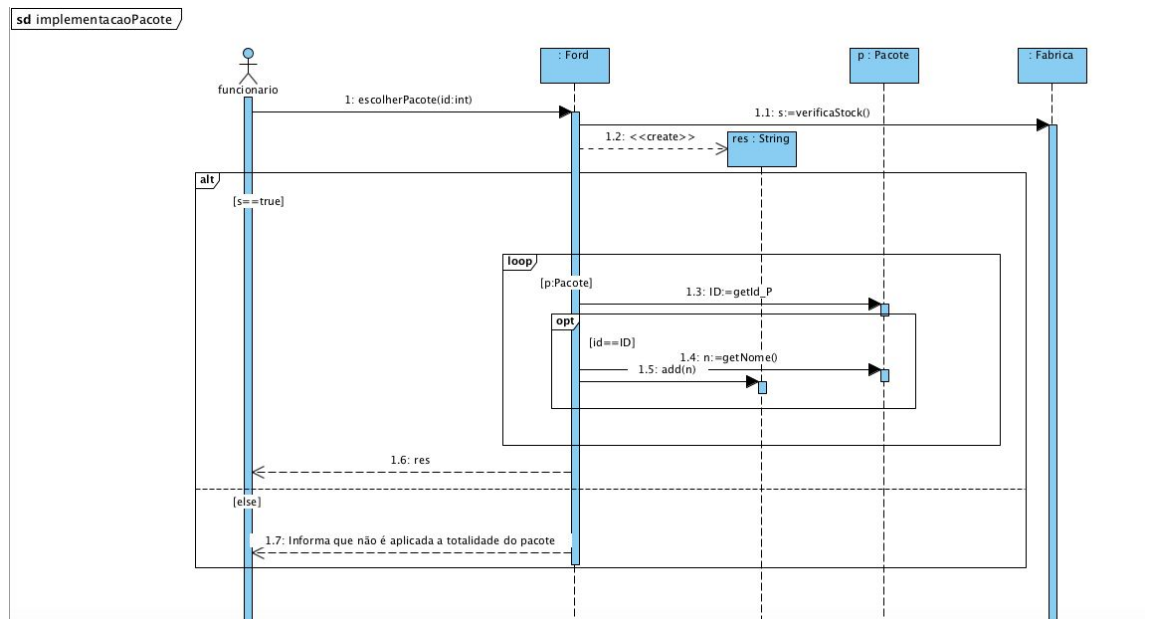 sd implementacaoPacote
: Ford
p : Pacote
: Fabrica
funcionario
1: escolherPacote(id:int)
1.1: s:=verificaStock()
1.2: <<create>>
res : String
alt
[s==true]
loop
[p:Pacote]
1.3: ID:=getId_P
opt
[id==ID]
1.4: n:=getNome()
1.5: add(n)
1.6: res
[else]
1.7: Informa que não é aplicada a totalidade do pacote